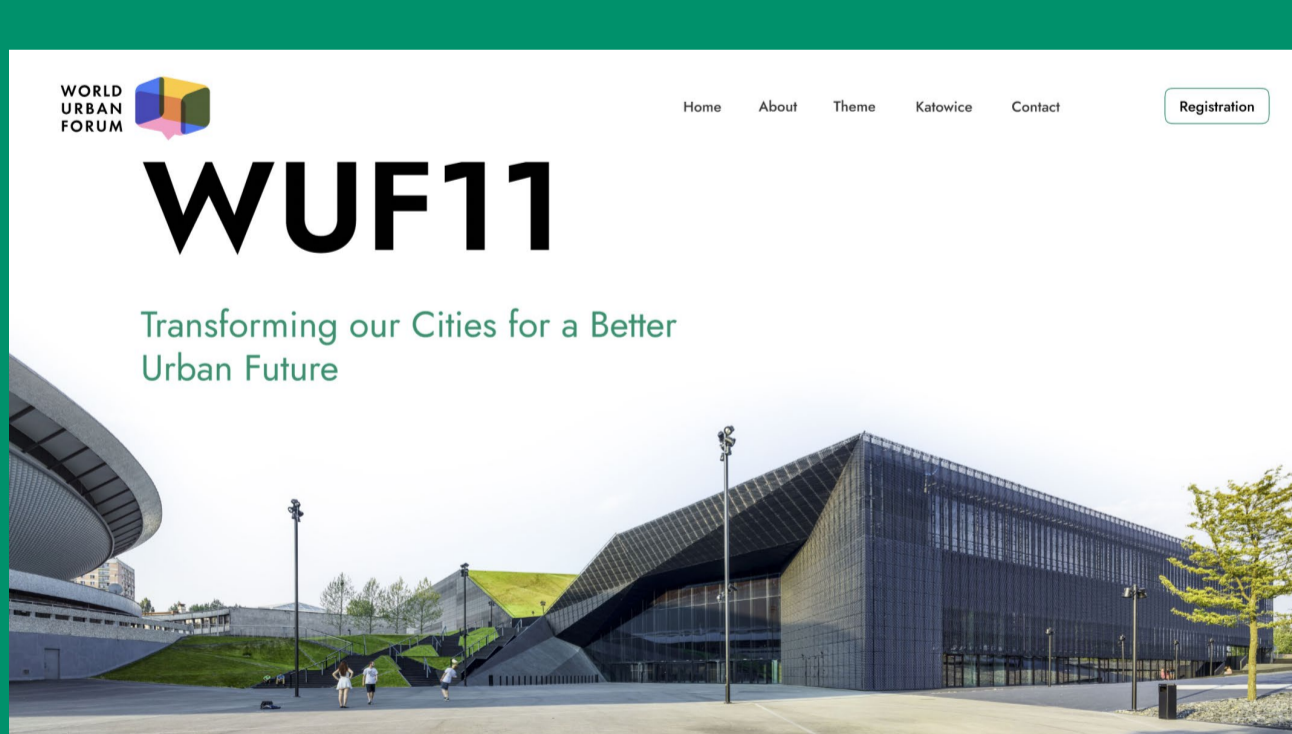 WORLD
URBAN
FORUM
Home About Theme Katowice Contact Registration
WUF11
Transforming our Cities for a Better
Urban Future